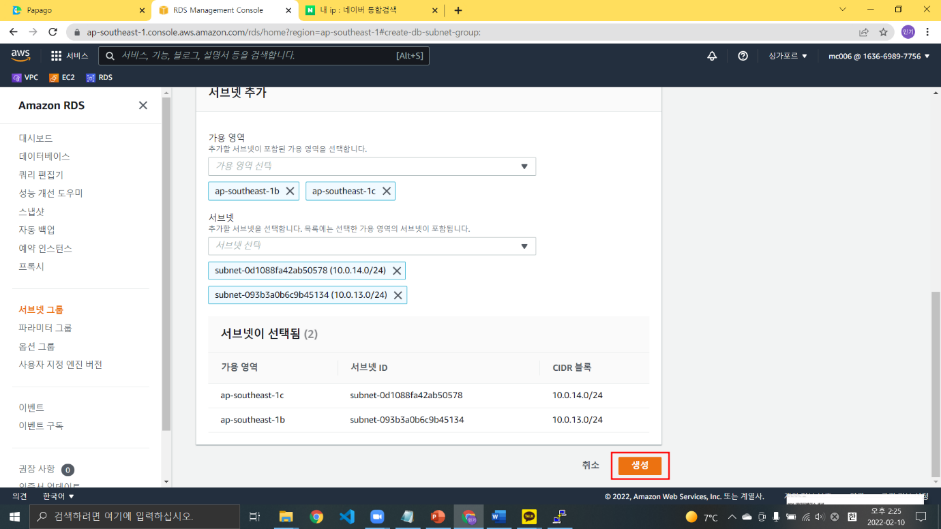 Papago
RDS Management Console
내 ip : 네이버 통합검색
ap-southeast-1.console.aws.amazon.com/rds/home?region=ap-southeast-1#create-db-subnet-group:
민기
aws
서비스
서비스, 기능, 블로그, 설명서 등을 검색합니다.
[Alt+S]
싱가포르
mc006 @ 1636-6989-7756
VPC
EC2
RDS
Amazon RDS
대시보드
데이터베이스
쿼리 편집기
성능 개선 도우미
스냅샷
자동 백업
예약 인스턴스
프록시
서브넷 그룹
파라미터 그룹
옵션 그룹
사용자 지정 엔진 버전
이벤트
이벤트 구독
권장 사항 0
인증서 업데이트
서브넷 추가
가용 영역
추가할 서브넷이 포함된 가용 영역을 선택합니다.
가용 영역 선택
ap-southeast-1b
ap-southeast-1c
서브넷
추가할 서브넷을 선택합니다. 목록에는 선택한 가용 영역의 서브넷이 포함됩니다.
서브넷 선택
subnet-0d1088fa42ab50578 (10.0.14.0/24)
subnet-093b3a0b6c9b45134 (10.0.13.0/24)
서브넷이 선택됨 (2)
가용 영역 서브넷 ID CIDR 블록
ap-southeast-1c subnet-0d1088fa42ab50578 10.0.14.0/24
ap-southeast-1b subnet-093b3a0b6c9b45134 10.0.13.0/24
취소
생성
의견
한국어
© 2022, Amazon Web Services, Inc. 또는 계열사.
검색하려면 여기에 입력하십시오.
7°C
오후 2:25
2022-02-10